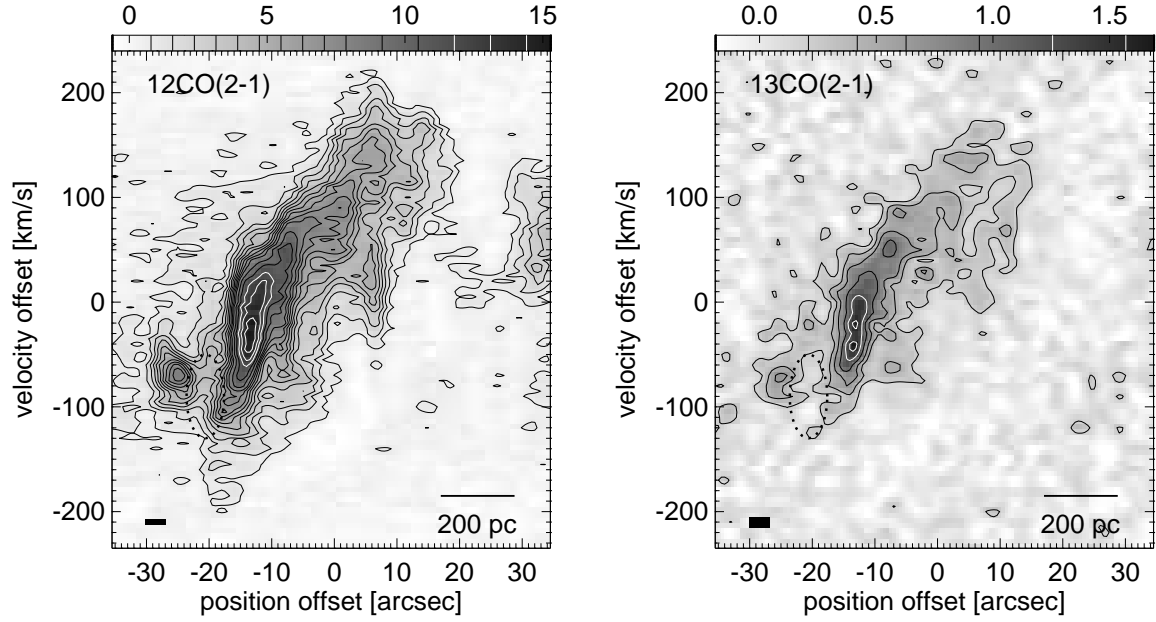 0 5 10 15
12CO(2-1)
velocity offset [km/s]
200
100
0
-100
-200
200 pc
-30 -20 -10 0 10 20 30
position offset [arcsec]
0.0 0.5 1.0 1.5
13CO(2-1)
velocity offset [km/s]
200
100
0
-100
-200
200 pc
-30 -20 -10 0 10 20 30
position offset [arcsec]